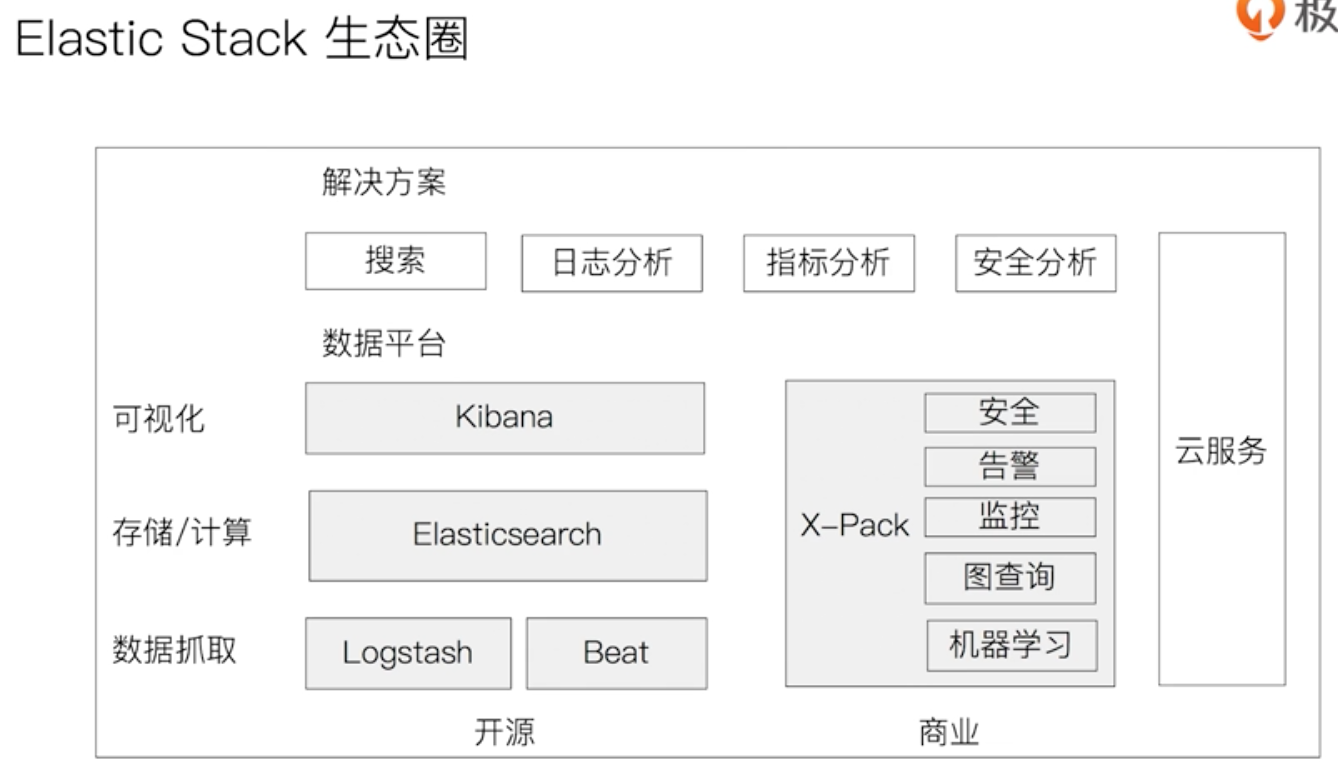 Elastic Stack 生态圈
极
解决方案
搜索 日志分析 指标分析 安全分析
数据平台
可视化 Kibana
存储/计算 Elasticsearch
数据抓取 Logstash Beat
X-Pack
安全
告警
监控
图查询
机器学习
云服务
开源 商业